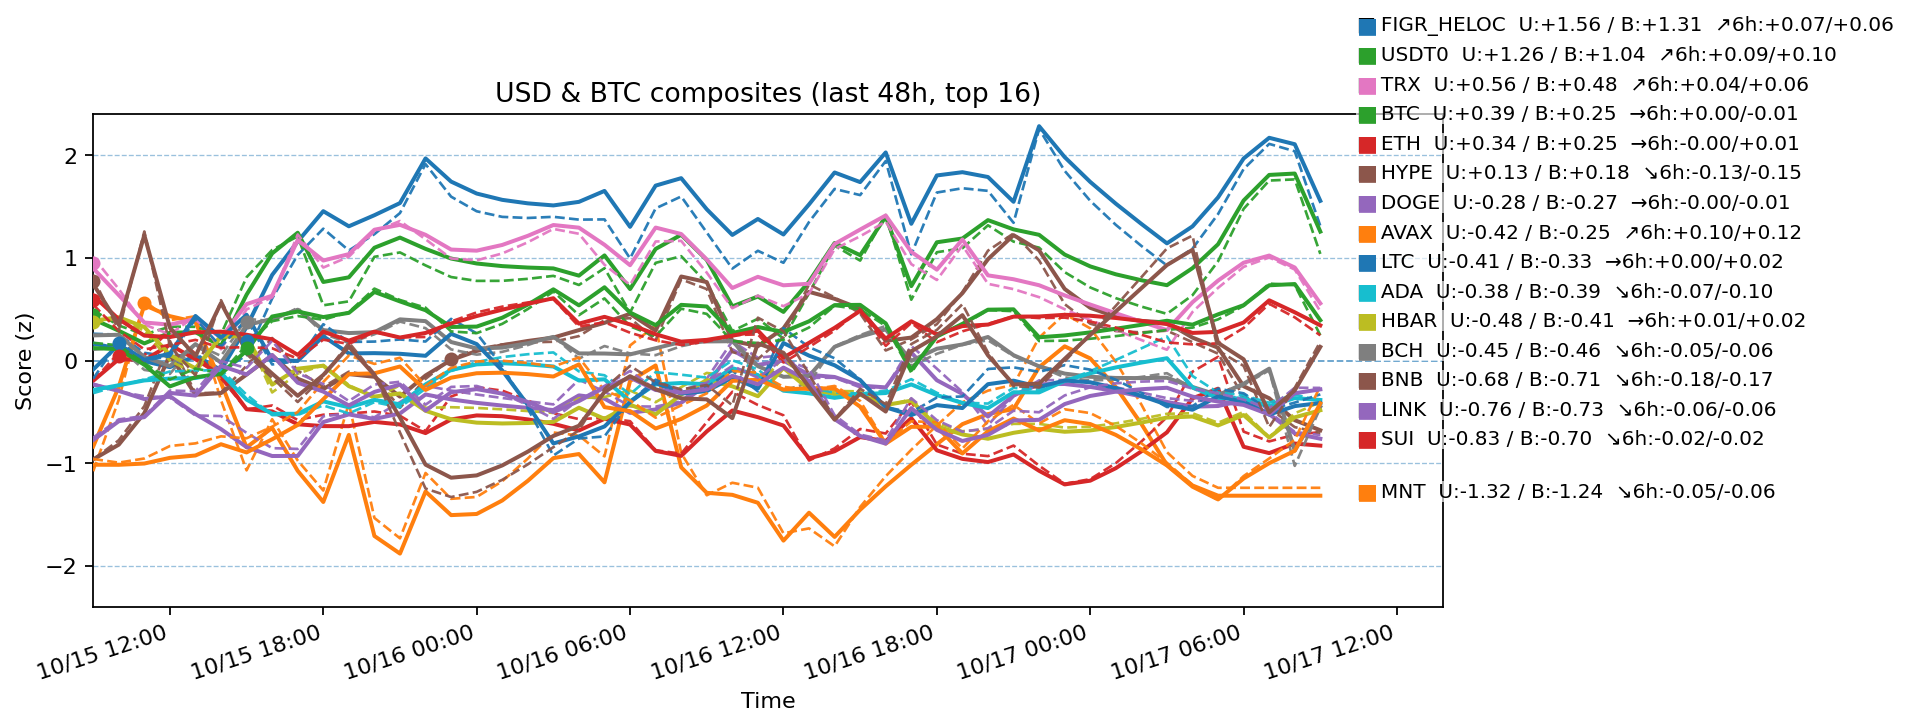 FIGR_HELOC  U:+1.56 / B:+1.31  ↗6h:+0.07/+0.06
USDT0  U:+1.26 / B:+1.04  ↗6h:+0.09/+0.10
TRX  U:+0.56 / B:+0.48  ↗6h:+0.04/+0.06
BTC  U:+0.39 / B:+0.25  →6h:+0.00/-0.01
ETH  U:+0.34 / B:+0.25  →6h:-0.00/+0.01
HYPE  U:+0.13 / B:+0.18  ↘6h:-0.13/-0.15
DOGE  U:-0.28 / B:-0.27  →6h:-0.00/-0.01
AVAX  U:-0.42 / B:-0.25  ↗6h:+0.10/+0.12
LTC  U:-0.41 / B:-0.33  →6h:+0.00/+0.02
ADA  U:-0.38 / B:-0.39  ↘6h:-0.07/-0.10
HBAR  U:-0.48 / B:-0.41  →6h:+0.01/+0.02
BCH  U:-0.45 / B:-0.46  ↘6h:-0.05/-0.06
BNB  U:-0.68 / B:-0.71  ↘6h:-0.18/-0.17
LINK  U:-0.76 / B:-0.73  ↘6h:-0.06/-0.06
SUI  U:-0.83 / B:-0.70  ↘6h:-0.02/-0.02
MNT  U:-1.32 / B:-1.24  ↘6h:-0.05/-0.06
USD & BTC composites (last 48h, top 16)
Score (z)
2
1
0
−1
−2
10/15 12:00
10/15 18:00
10/16 00:00
10/16 06:00
10/16 12:00
10/16 18:00
10/17 00:00
10/17 06:00
10/17 12:00
Time